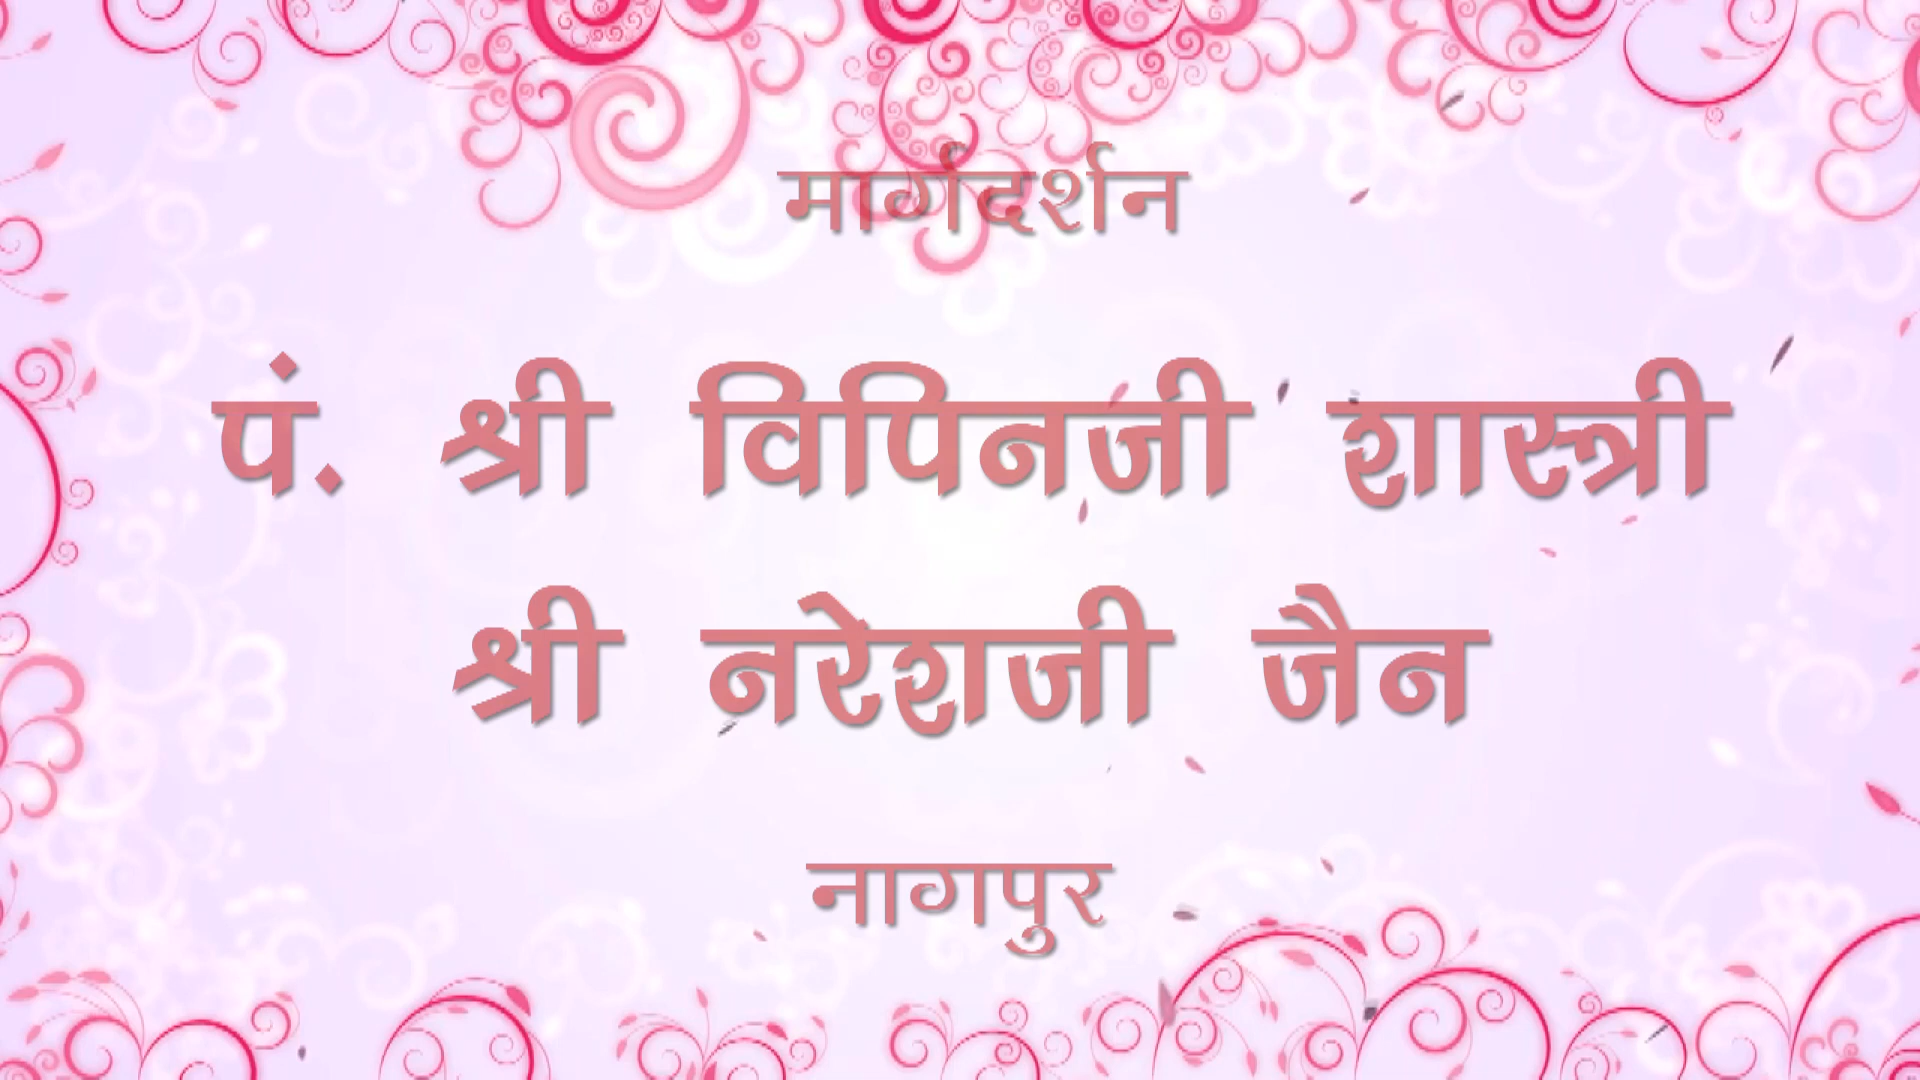 मार्गदर्शन
पं. श्री विपिनजी शास्त्री
श्री नरेशजी जैन
नागपुर